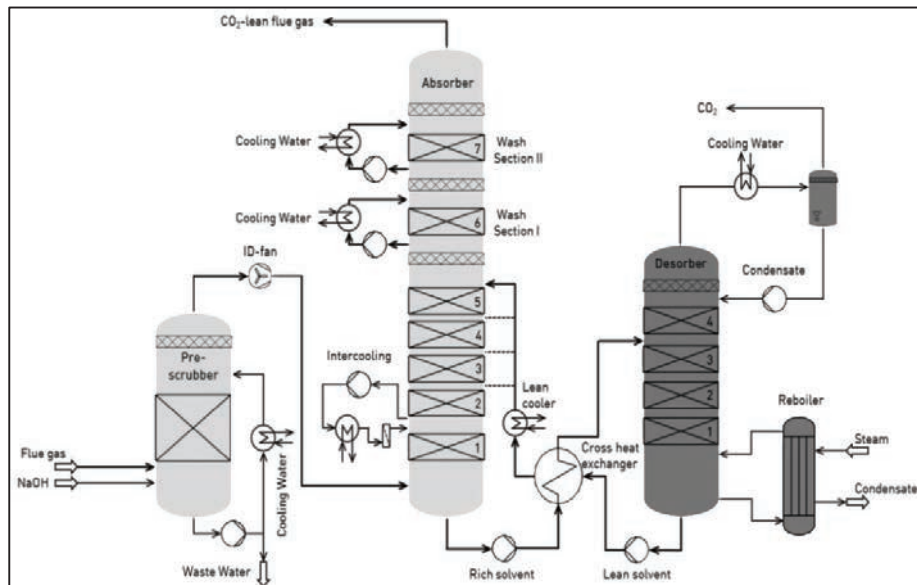 CO₂-lean flue gas
Absorber
CO₂
Cooling Water
7
Wash
Section II
Cooling Water
Cooling Water
6
Wash
Section I
ID-fan
Desorber
Condensate
5
4
3
2
1
Pre-
scrubber
Intercooling
Lean
cooler
4
3
2
1
Reboiler
Cross heat
exchanger
Steam
Condensate
Flue gas
NaOH
Cooling Water
Waste Water
Rich solvent
Lean solvent